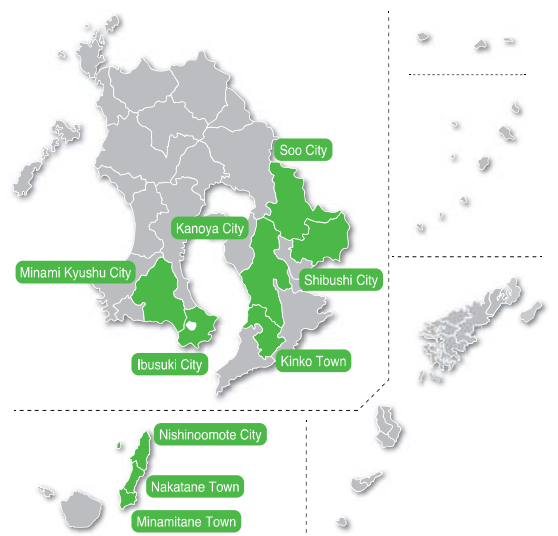 Soo City
Kanoya City
Minami Kyushu City
Shibushi City
Ibusuki City
Kinko Town
Nishinoomote City
Nakatane Town
Minamitane Town